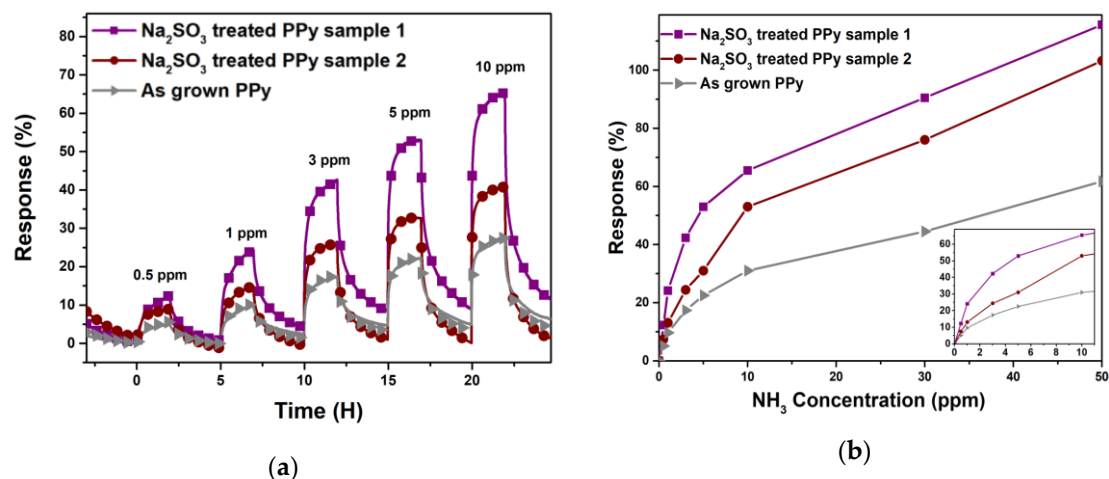 Na₂SO₃ treated PPy sample 1
Na₂SO₃ treated PPy sample 2
As grown PPy
0.5 ppm
1 ppm
3 ppm
5 ppm
10 ppm
Response (%)
80
70
60
50
40
30
20
10
0
0 5 10 15 20
Time (H)
(a)
Na₂SO₃ treated PPy sample 1
Na₂SO₃ treated PPy sample 2
As grown PPy
Response (%)
100
80
60
40
20
0
0 10 20 30 40 50
NH₃ Concentration (ppm)
60
50
40
30
20
10
0
0 2 4 6 8 10
(b)